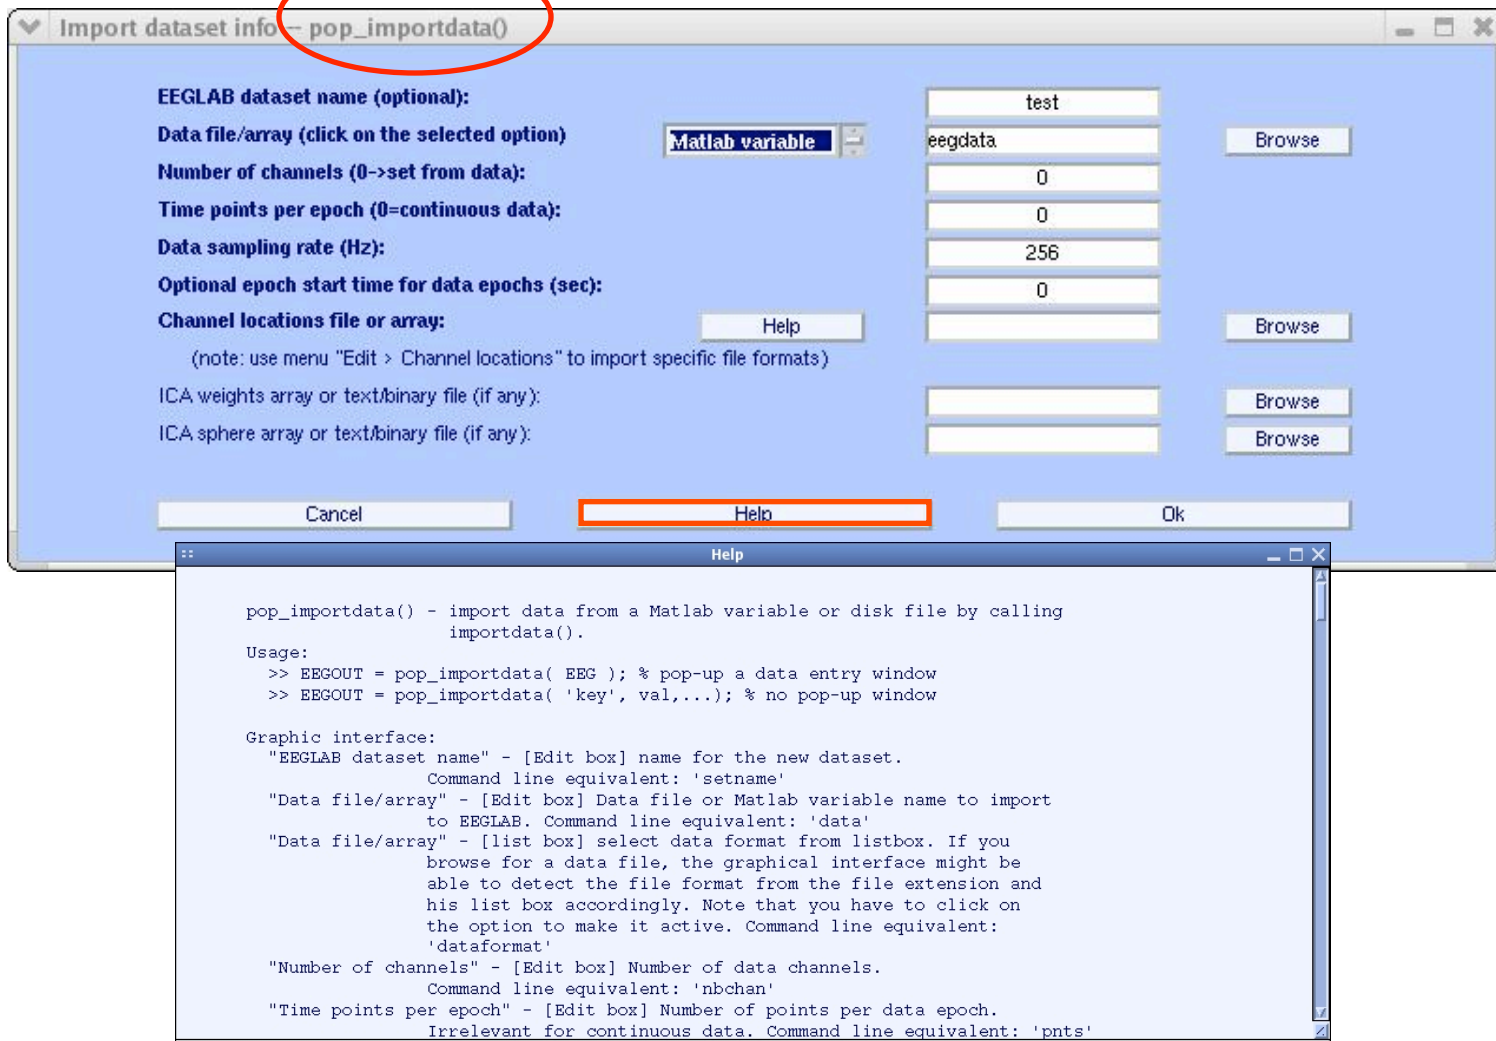 Import dataset info -- pop_importdata()
EEGLAB dataset name (optional): test
Data file/array (click on the selected option) Matlab variable eegdata Browse
Number of channels (0->set from data): 0
Time points per epoch (0=continuous data): 0
Data sampling rate (Hz): 256
Optional epoch start time for data epochs (sec): 0
Channel locations file or array: Help Browse
(note: use menu "Edit > Channel locations" to import specific file formats)
ICA weights array or text/binary file (if any): Browse
ICA sphere array or text/binary file (if any): Browse
Cancel Help Ok
Help
pop_importdata() - import data from a Matlab variable or disk file by calling
importdata().
Usage:
>> EEGOUT = pop_importdata( EEG ); % pop-up a data entry window
>> EEGOUT = pop_importdata( 'key', val,...); % no pop-up window
Graphic interface:
"EEGLAB dataset name" - [Edit box] name for the new dataset.
Command line equivalent: 'setname'
"Data file/array" - [Edit box] Data file or Matlab variable name to import
to EEGLAB. Command line equivalent: 'data'
"Data file/array" - [list box] select data format from listbox. If you
browse for a data file, the graphical interface might be
able to detect the file format from the file extension and
his list box accordingly. Note that you have to click on
the option to make it active. Command line equivalent:
'dataformat'
"Number of channels" - [Edit box] Number of data channels.
Command line equivalent: 'nbchan'
"Time points per epoch" - [Edit box] Number of points per data epoch.
Irrelevant for continuous data. Command line equivalent: 'pnts'